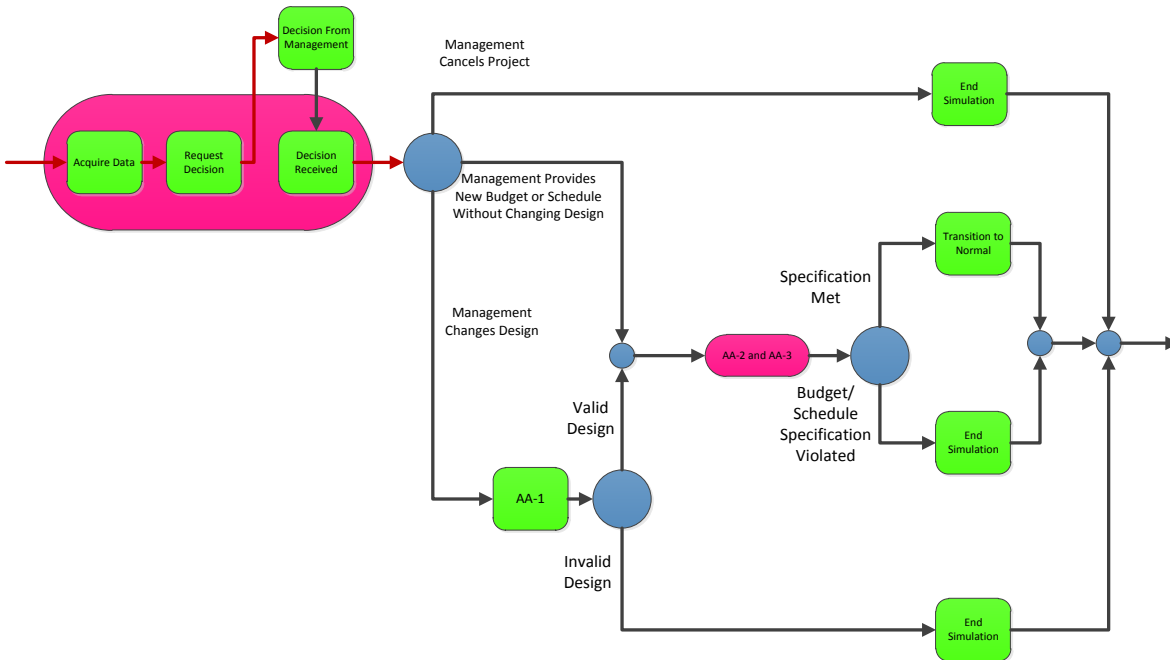 Decision From
Management
Management
Cancels Project
End
Simulation
Acquire Data
Request
Decision
Decision
Received
Management Provides
New Budget or Schedule
Without Changing Design
Transition to
Normal
Specification
Met
Management
Changes Design
AA-2 and AA-3
Budget/
Schedule
Specification
Violated
Valid
Design
End
Simulation
AA-1
Invalid
Design
End
Simulation